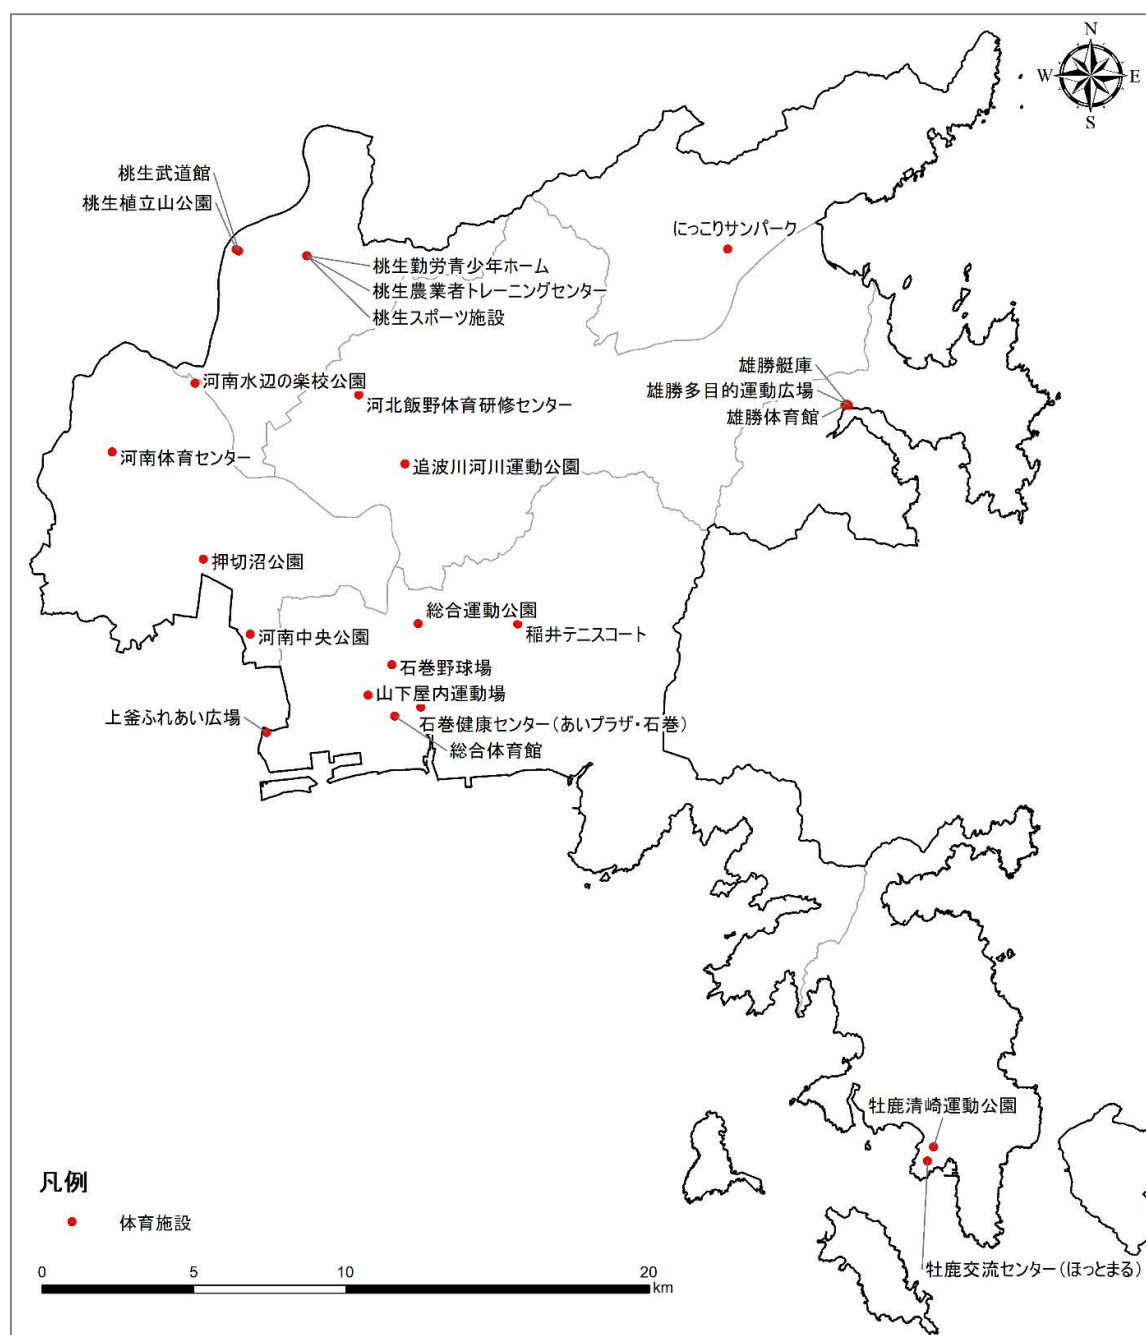 N
W
E
S
桃生武道館
桃生植立山公園
にっこりサンパーク
桃生勤労青少年ホーム
桃生農業者トレーニングセンター
桃生スポーツ施設
雄勝艇庫
雄勝多目的運動広場
雄勝体育館
河南水辺の楽校公園
河北飯野体育研修センター
河南体育センター
追波川河川運動公園
押切沼公園
総合運動公園
稲井テニスコート
河南中央公園
石巻野球場
山下屋内運動場
上釜ふれあい広場
石巻健康センター(あいプラザ・石巻)
総合体育館
牡鹿清崎運動公園
凡例
体育施設
牡鹿交流センター(ほっとまる)
0 5 10 20
km